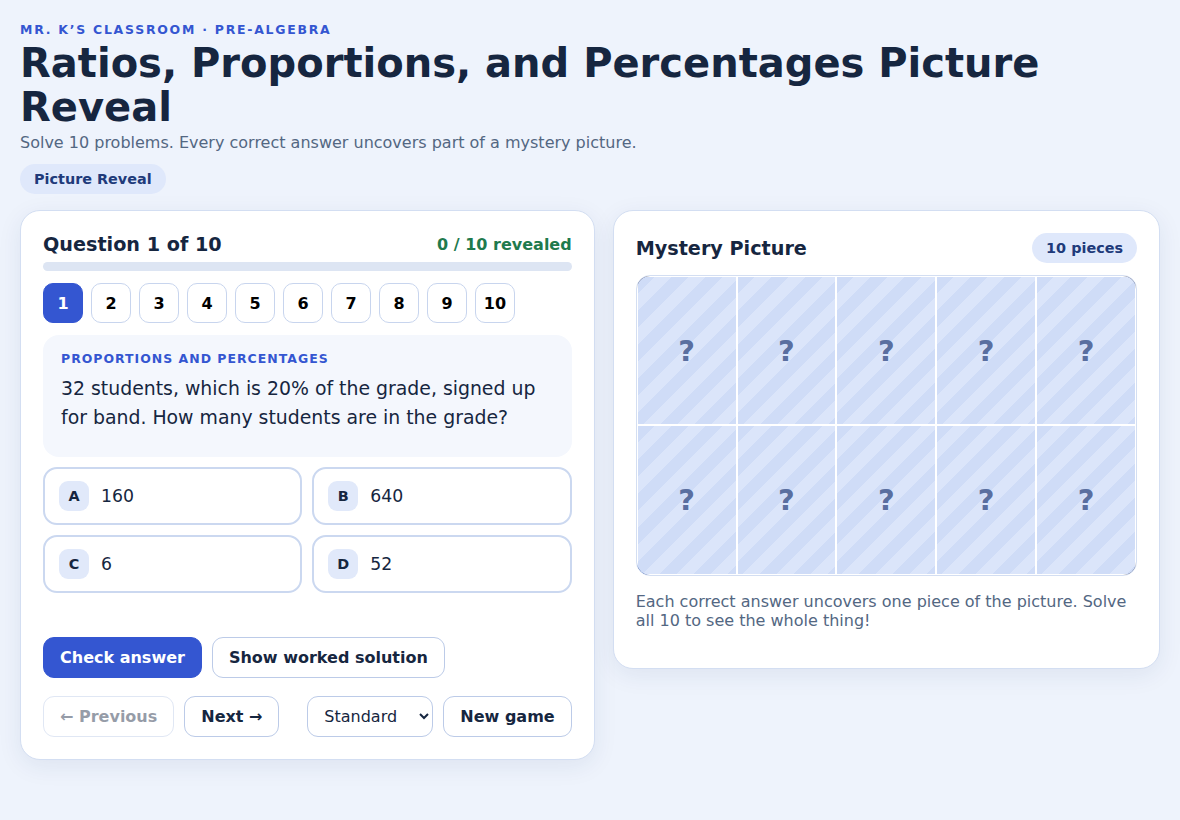 MR. K’S CLASSROOM · PRE-ALGEBRA
Ratios, Proportions, and Percentages Picture
Reveal
Solve 10 problems. Every correct answer uncovers part of a mystery picture.
Picture Reveal
Question 1 of 10
0 / 10 revealed
1 2 3 4 5 6 7 8 9 10
PROPORTIONS AND PERCENTAGES
32 students, which is 20% of the grade, signed up
for band. How many students are in the grade?
A 160
B 640
C 6
D 52
Check answer
Show worked solution
← Previous
Next →
Standard
New game
Mystery Picture
10 pieces
? ? ? ? ?
? ? ? ? ?
Each correct answer uncovers one piece of the picture. Solve
all 10 to see the whole thing!